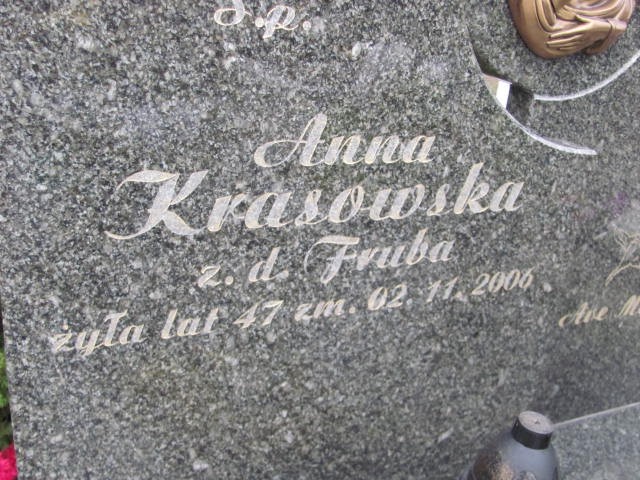 Ś.p.
Anna
Krasowska
z. d. Fruba
żyła lat 47 zm. 02. 11. 2006
Ave